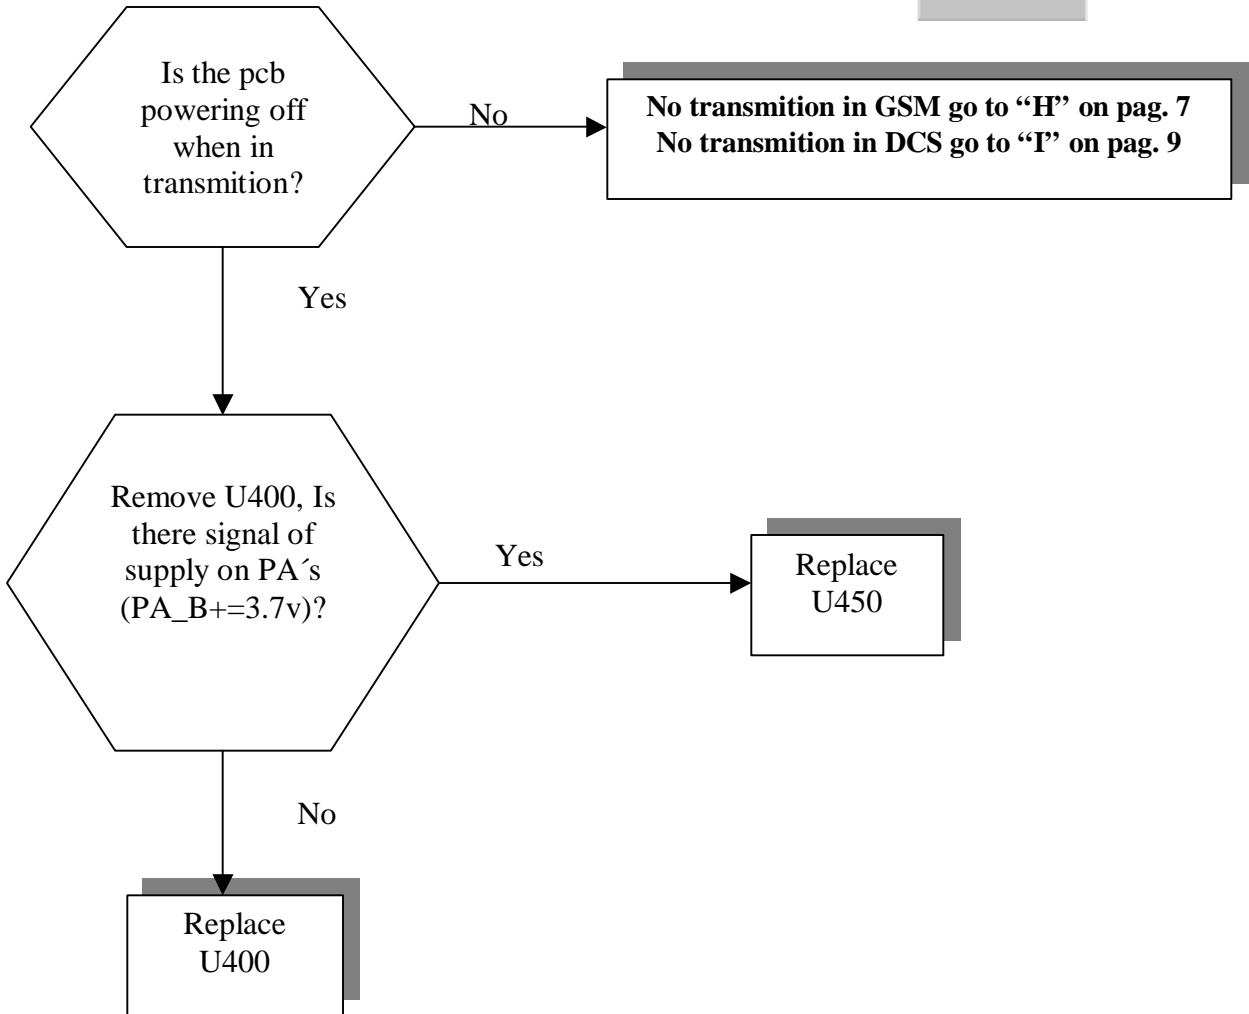 Is the pcb
powering off
when in
transmition?
No
No transmition in GSM go to “H” on pag. 7
No transmition in DCS go to “I” on pag. 9
Yes
Remove U400, Is
there signal of
supply on PA´s
(PA_B+=3.7v)?
Yes
Replace
U450
No
Replace
U400